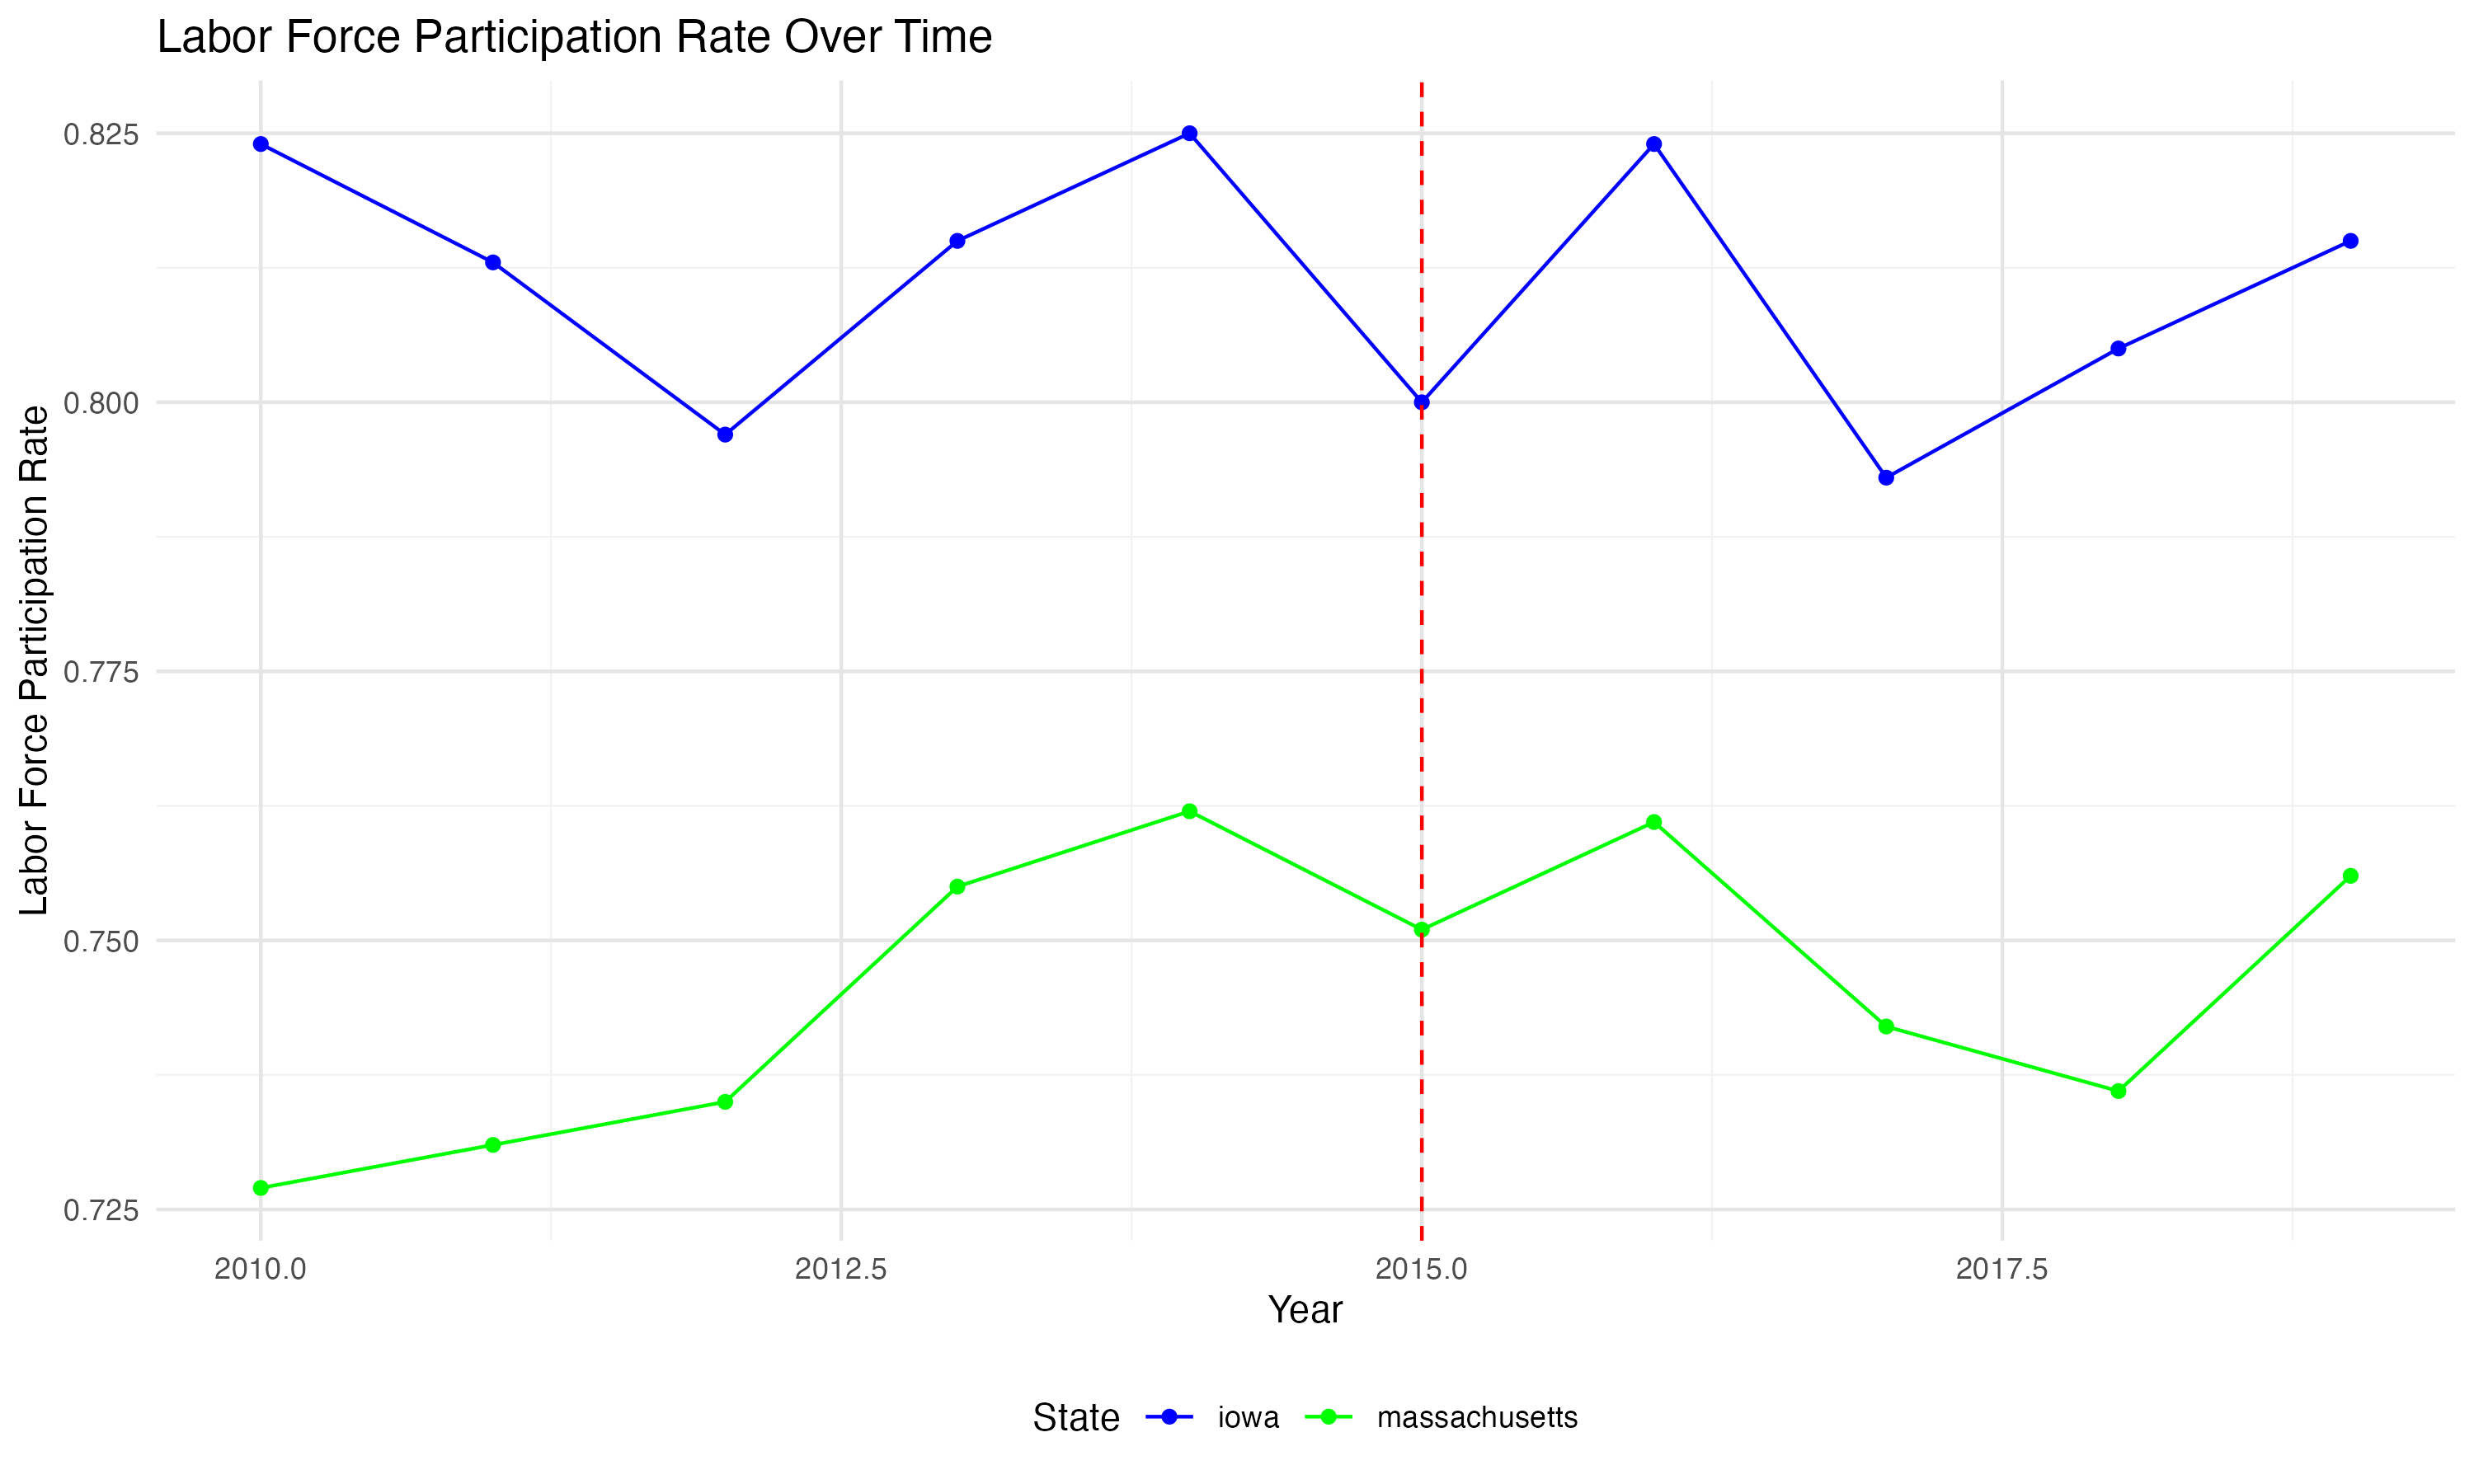 Labor Force Participation Rate Over Time
Labor Force Participation Rate
0.825
0.800
0.775
0.750
0.725
2010.0
2012.5
2015.0
2017.5
Year
State iowa massachusetts